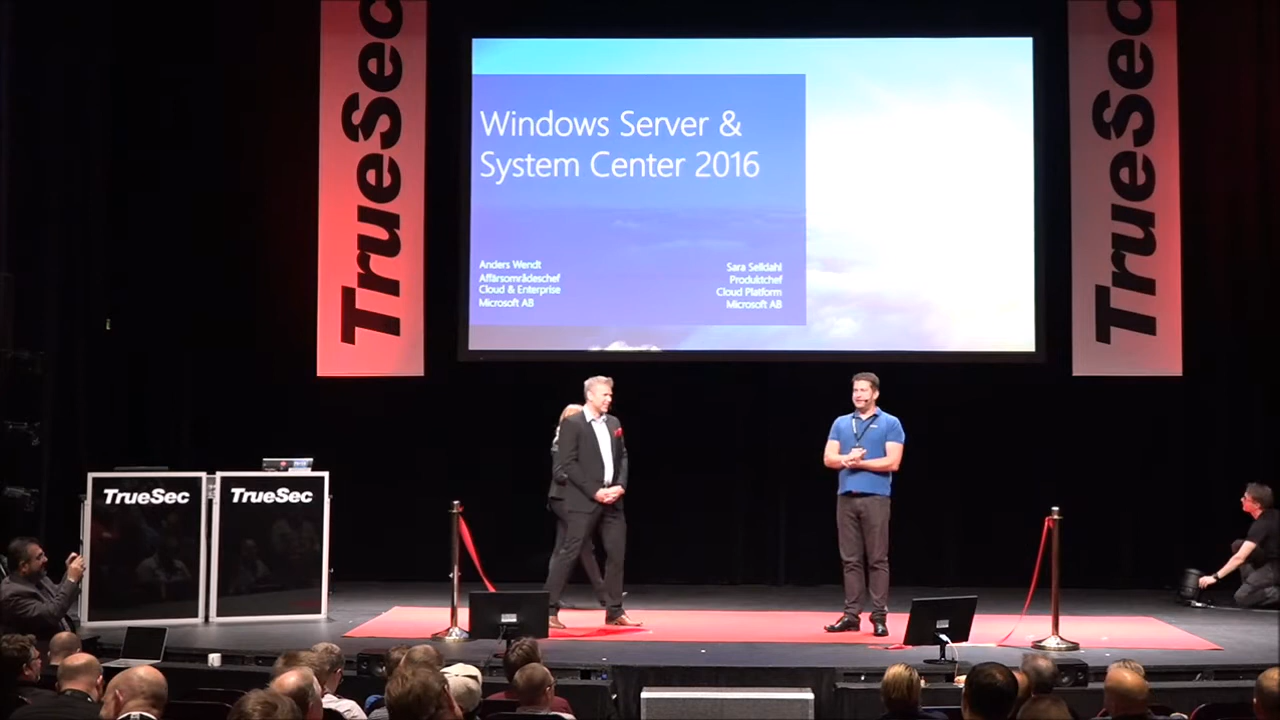 TrueSec
TrueSec
Windows Server &
System Center 2016
Anders Wendt
Affärsområdeschef
Cloud & Enterprise
Microsoft AB
Sara Selldahl
Produktchef
Cloud Platform
Microsoft AB
TrueSec
TrueSec